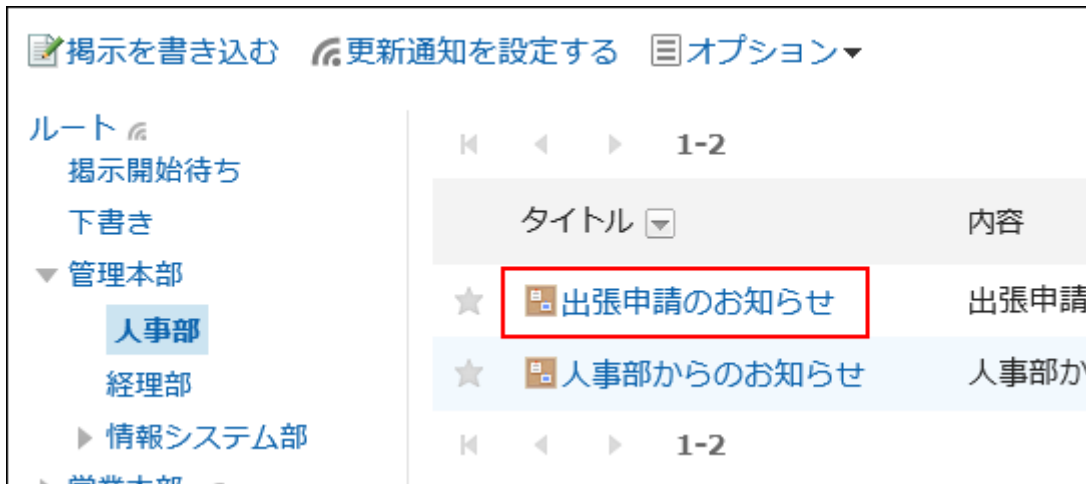 掲示を書き込む 更新通知を設定する オプション
ルート
掲示開始待ち
下書き
管理本部
人事部
経理部
情報システム部
1-2
タイトル 内容
出張申請のお知らせ 出張申請
人事部からのお知らせ 人事部か
1-2